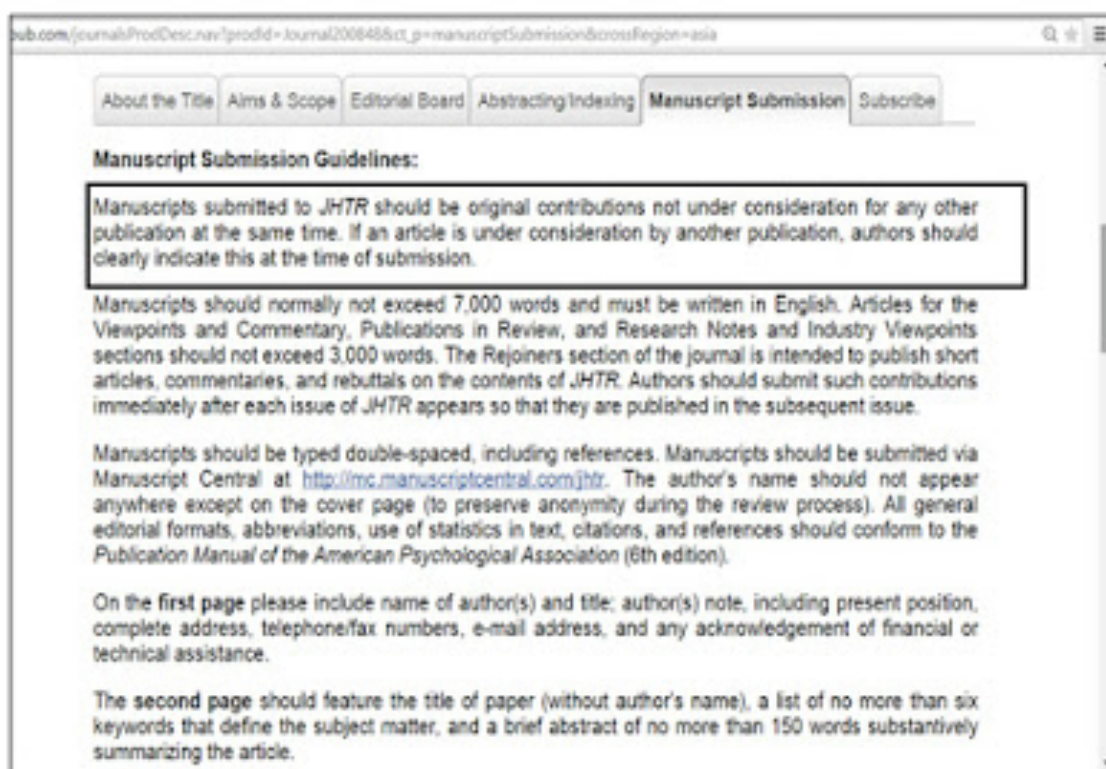 ub.com/journalsProdDesc.nav?prodId=Journal200848&ct_p=manuscriptSubmission&crossRegion=asia
About the Title Aims & Scope Editorial Board Abstracting/Indexing Manuscript Submission Subscribe
Manuscript Submission Guidelines:
Manuscripts submitted to JHTR should be original contributions not under consideration for any other
publication at the same time. If an article is under consideration by another publication, authors should
clearly indicate this at the time of submission.
Manuscripts should normally not exceed 7,000 words and must be written in English. Articles for the
Viewpoints and Commentary, Publications in Review, and Research Notes and Industry Viewpoints
sections should not exceed 3,000 words. The Rejoiners section of the journal is intended to publish short
articles, commentaries, and rebuttals on the contents of JHTR. Authors should submit such contributions
immediately after each issue of JHTR appears so that they are published in the subsequent issue.
Manuscripts should be typed double-spaced, including references. Manuscripts should be submitted via
Manuscript Central at http://mc.manuscriptcentral.com/jhtr. The author's name should not appear
anywhere except on the cover page (to preserve anonymity during the review process). All general
editorial formats, abbreviations, use of statistics in text, citations, and references should conform to the
Publication Manual of the American Psychological Association (6th edition).
On the first page please include name of author(s) and title; author(s) note, including present position,
complete address, telephone/fax numbers, e-mail address, and any acknowledgement of financial or
technical assistance.
The second page should feature the title of paper (without author's name), a list of no more than six
keywords that define the subject matter, and a brief abstract of no more than 150 words substantively
summarizing the article.